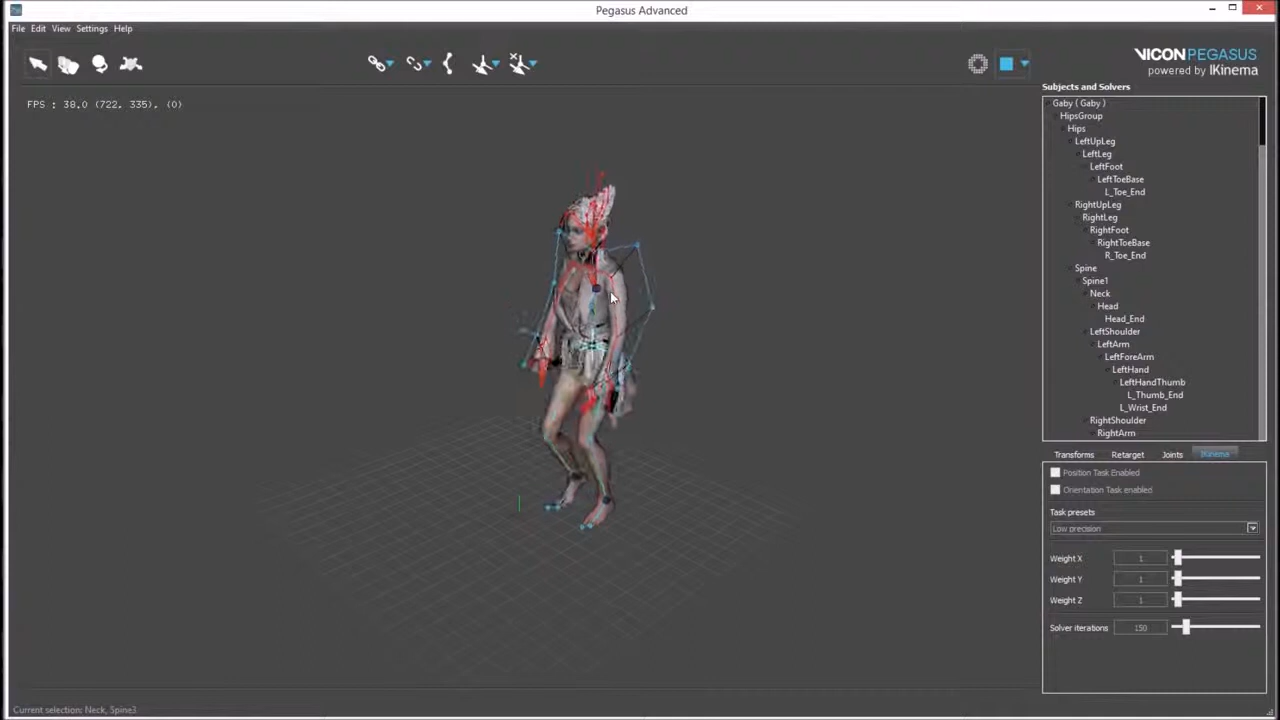 Pegasus Advanced
File Edit View Settings Help
VICON PEGASUS
powered by IKinema
Subjects and Solvers
FPS : 38.0 (722, 335), (0)
Gaby ( Gaby )
HipsGroup
Hips
LeftUpLeg
LeftLeg
LeftFoot
LeftToeBase
L_Toe_End
RightUpLeg
RightLeg
RightFoot
RightToeBase
R_Toe_End
Spine
Spine1
Neck
Head
Head_End
LeftShoulder
LeftArm
LeftForeArm
LeftHand
LeftHandThumb
L_Thumb_End
L_Wrist_End
RightShoulder
RightArm
Transforms Retarget Joints IKinema
Position Task Enabled
Orientation Task enabled
Task presets
Low precision
Weight X 1
Weight Y 1
Weight Z 1
Solver iterations 150
Current selection: Neck, Spine3